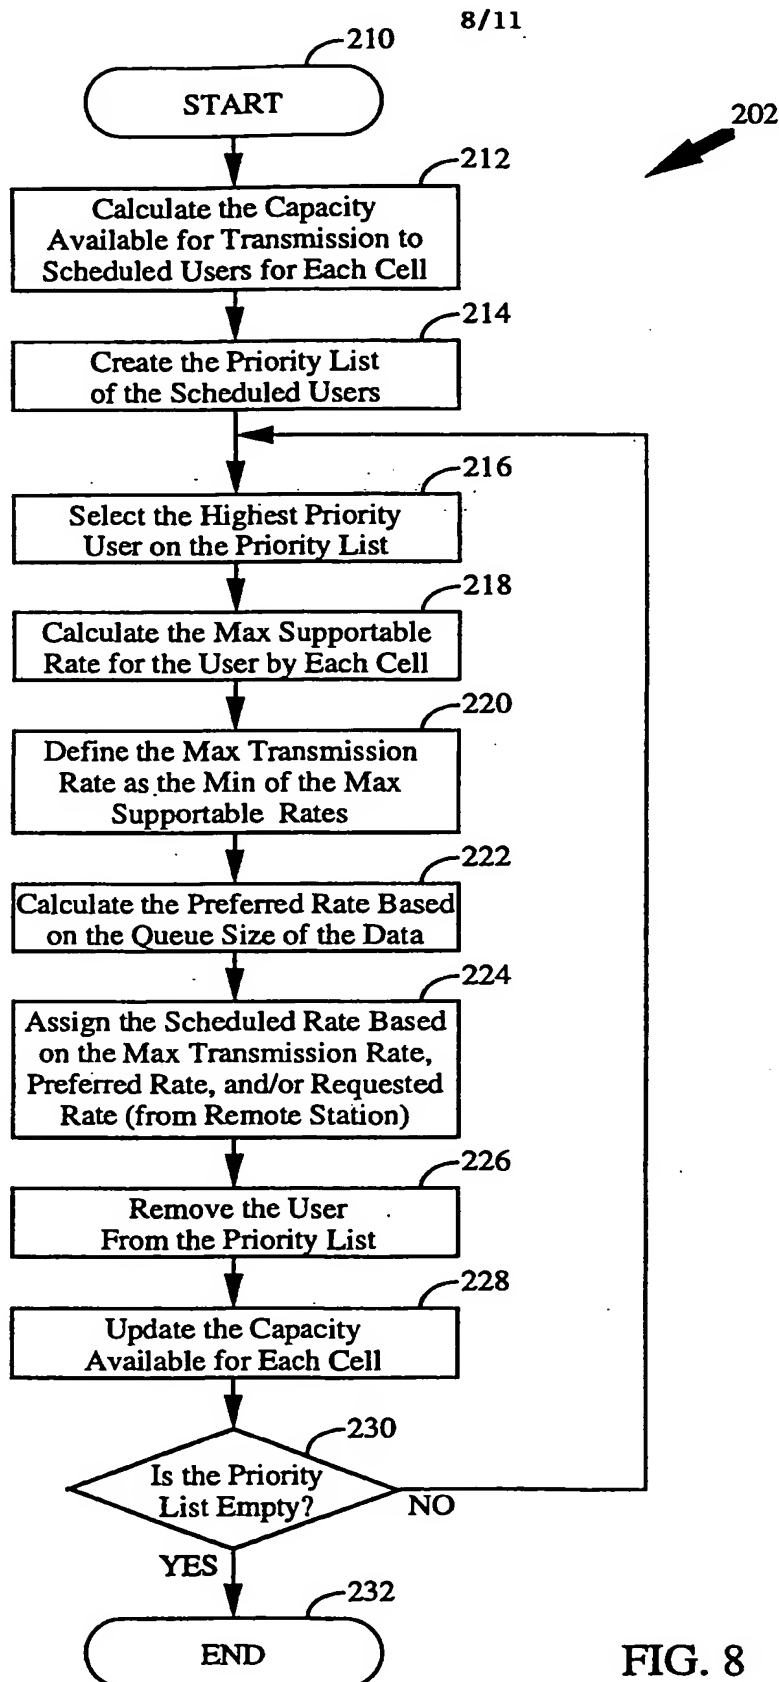 8/11
210
START
202
212
Calculate the Capacity
Available for Transmission to
Scheduled Users for Each Cell
214
Create the Priority List
of the Scheduled Users
216
Select the Highest Priority
User on the Priority List
218
Calculate the Max Supportable
Rate for the User by Each Cell
220
Define the Max Transmission
Rate as the Min of the Max
Supportable Rates
222
Calculate the Preferred Rate Based
on the Queue Size of the Data
224
Assign the Scheduled Rate Based
on the Max Transmission Rate,
Preferred Rate, and/or Requested
Rate (from Remote Station)
226
Remove the User
From the Priority List
228
Update the Capacity
Available for Each Cell
230
Is the Priority
List Empty?
NO
YES
232
END
FIG. 8